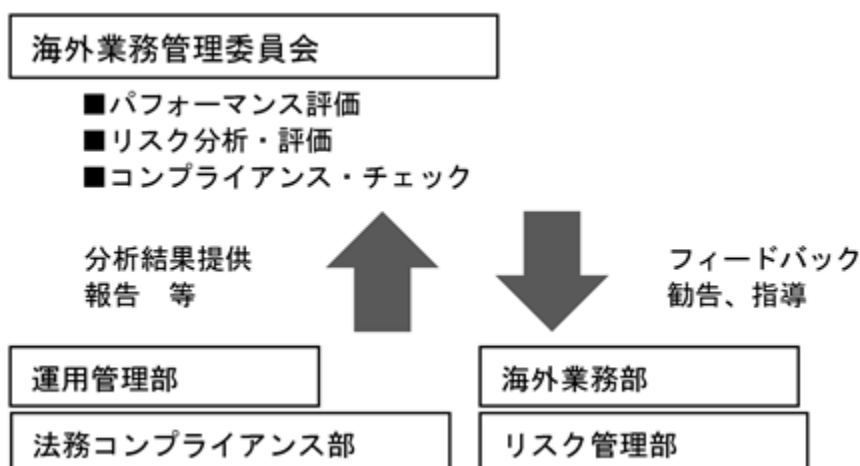 海外業務管理委員会
■パフォーマンス評価
■リスク分析・評価
■コンプライアンス・チェック
分析結果提供
報告　等
フィードバック
勧告、指導
運用管理部
海外業務部
法務コンプライアンス部
リスク管理部